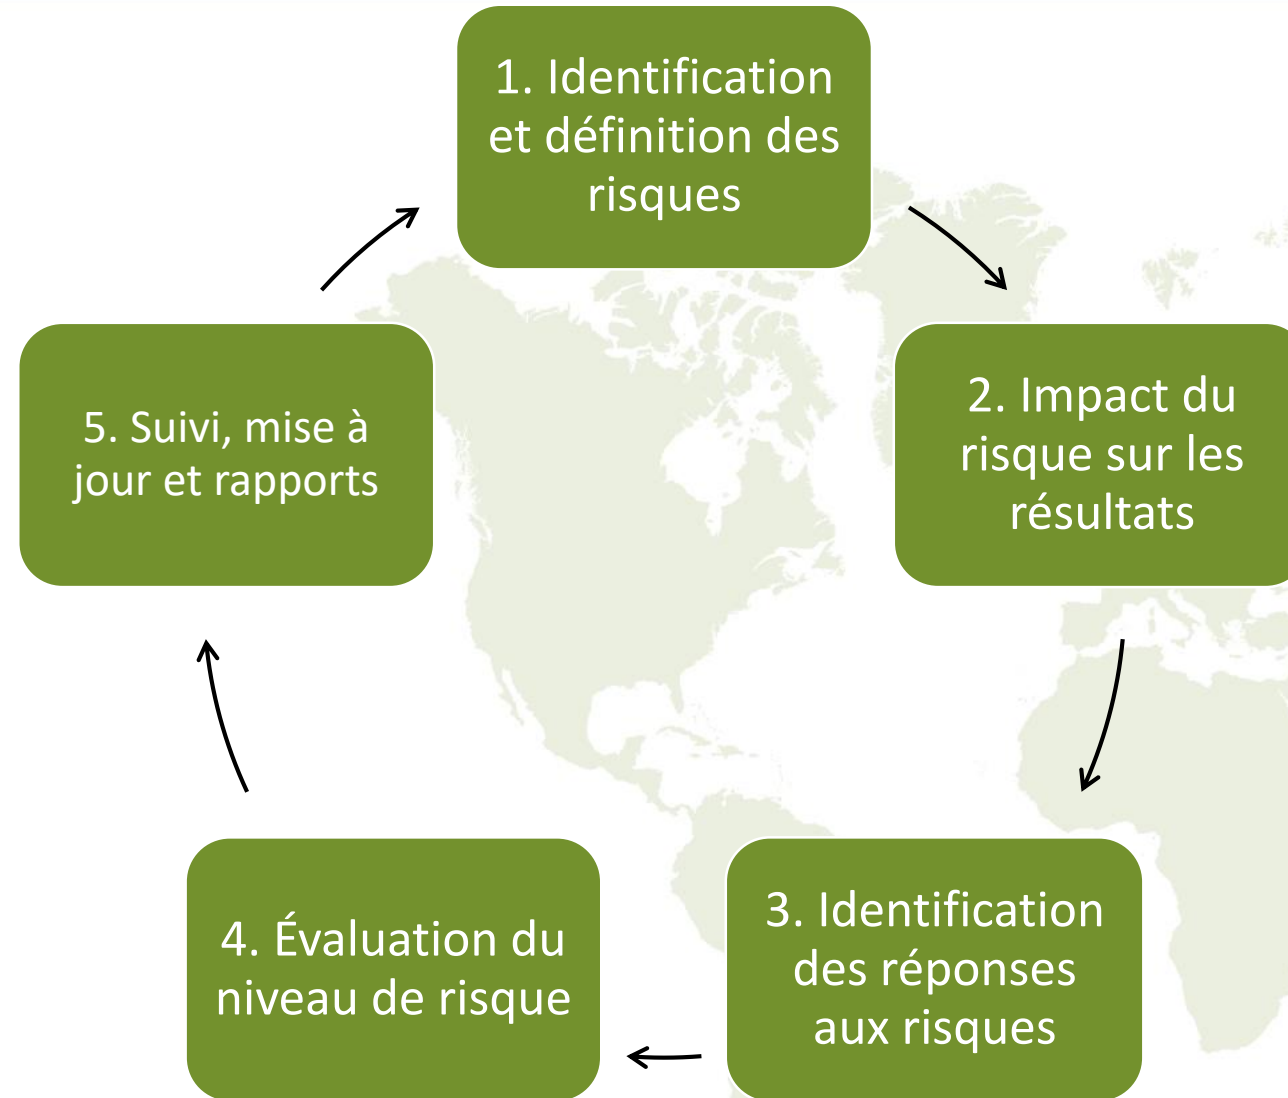 1. Identification
et définition des
risques
2. Impact du
risque sur les
résultats
3. Identification
des réponses
aux risques
4. Évaluation du
niveau de risque
5. Suivi, mise à
jour et rapports